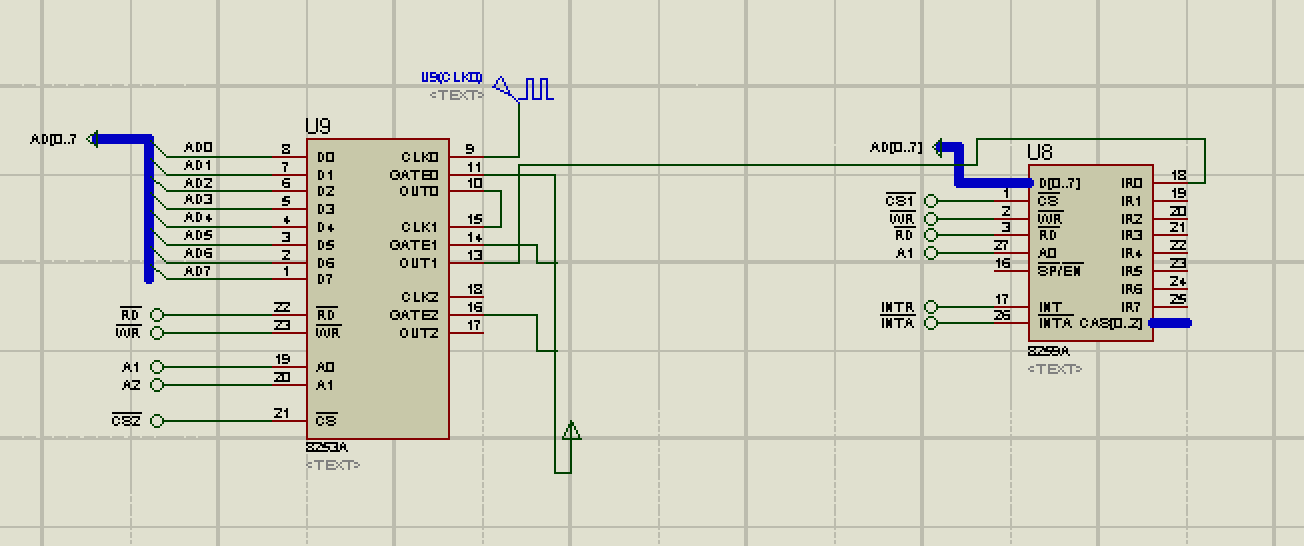 U9(CLK0)
<TEXT>
U9
AD[0..7
AD0 8 D0 CLK0 9
AD1 7 D1 GATE0 11
AD2 6 D2 OUT0 10
AD3 5 D3
AD4 4 D4 CLK1 15
AD5 3 D5 GATE1 14
AD6 2 D6 OUT1 13
AD7 1 D7
CLK2 18
RD 22 RD GATE2 16
WR 23 WR OUT2 17
A1 19 A0
A2 20 A1
CS2 21 CS
8253A
<TEXT>
U8
AD[0..7]
D[0..7] IR0 18
CS1 1 CS IR1 19
WR 2 WR IR2 20
RD 3 RD IR3 21
A1 27 A0 IR4 22
16 SP/EN IR5 23
IR6 24
INTR 17 INT IR7 25
INTA 26 INTA CAS[0..2]
8259A
<TEXT>